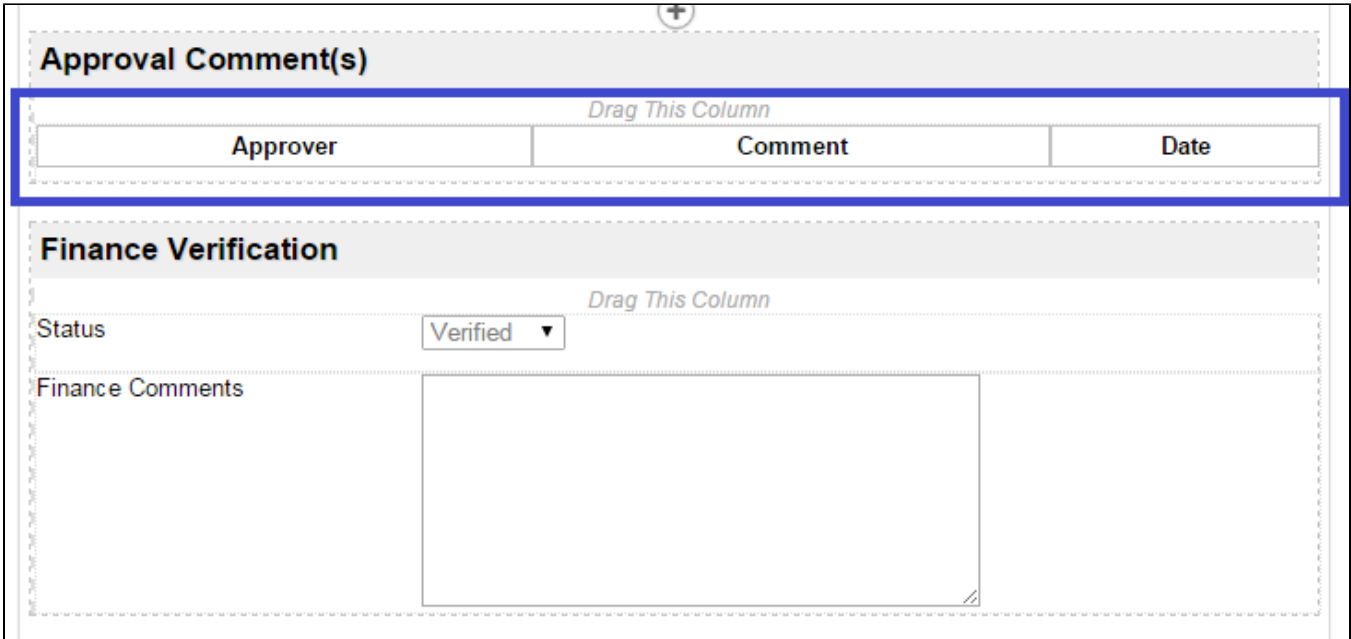 Approval Comment(s)
Drag This Column
Approver Comment Date
Finance Verification
Drag This Column
Status Verified
Finance Comments